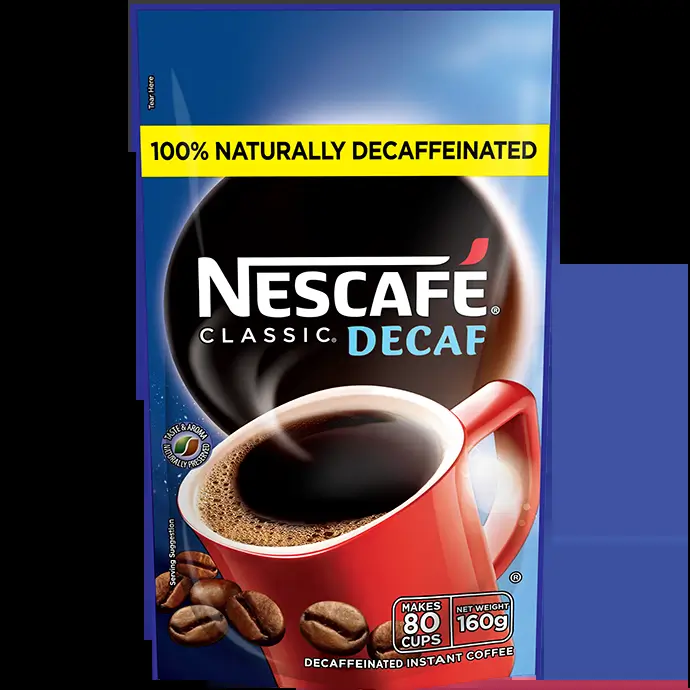 Tear Here
100% NATURALLY DECAFFEINATED
NESCAFÉ®
CLASSIC® DECAF
TASTE & AROMA
NATURALLY PRESERVED
Serving Suggestion
®
MAKES
80
CUPS
NET WEIGHT
160g
DECAFFEINATED INSTANT COFFEE